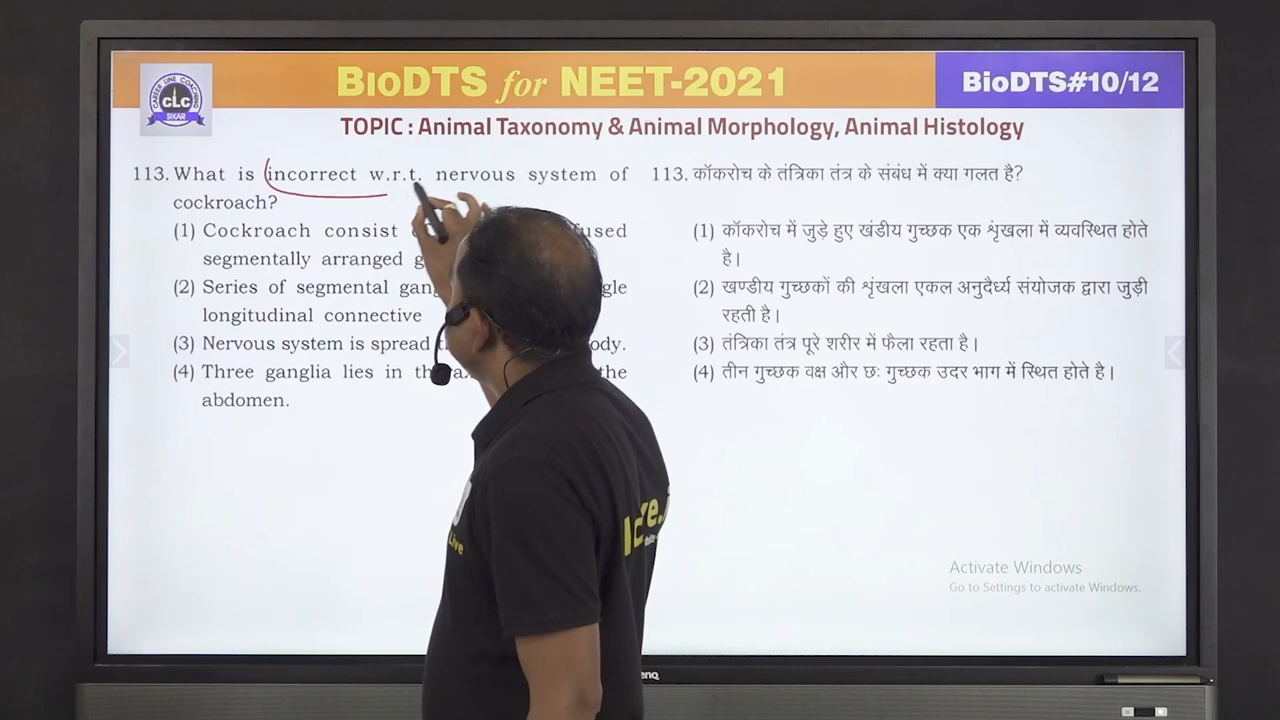 BIODTS for NEET-2021
BioDTS#10/12
CAREER LINE COACHING
CLC
SIKAR
TOPIC : Animal Taxonomy & Animal Morphology, Animal Histology
113. What is incorrect w.r.t. nervous system of
cockroach?
(1) Cockroach consist fused
segmentally arranged
(2) Series of segmental
longitudinal connective
(3) Nervous system is spread
(4) Three ganglia lies in the
abdomen.
113. कॉकरोच के तंत्रिका तंत्र के संबंध में क्या गलत है?
(1) कॉकरोच में जुड़े हुए खंडीय गुच्छक एक शृंखला में व्यवस्थित होते
है।
(2) खण्डीय गुच्छकों की शृंखला एकल अनुदैर्ध्य संयोजक द्वारा जुड़ी
रहती है।
(3) तंत्रिका तंत्र पूरे शरीर में फैला रहता है।
(4) तीन गुच्छक वक्ष और छः गुच्छक उदर भाग में स्थित होते है।
Activate Windows
Go to Settings to activate Windows.
Live